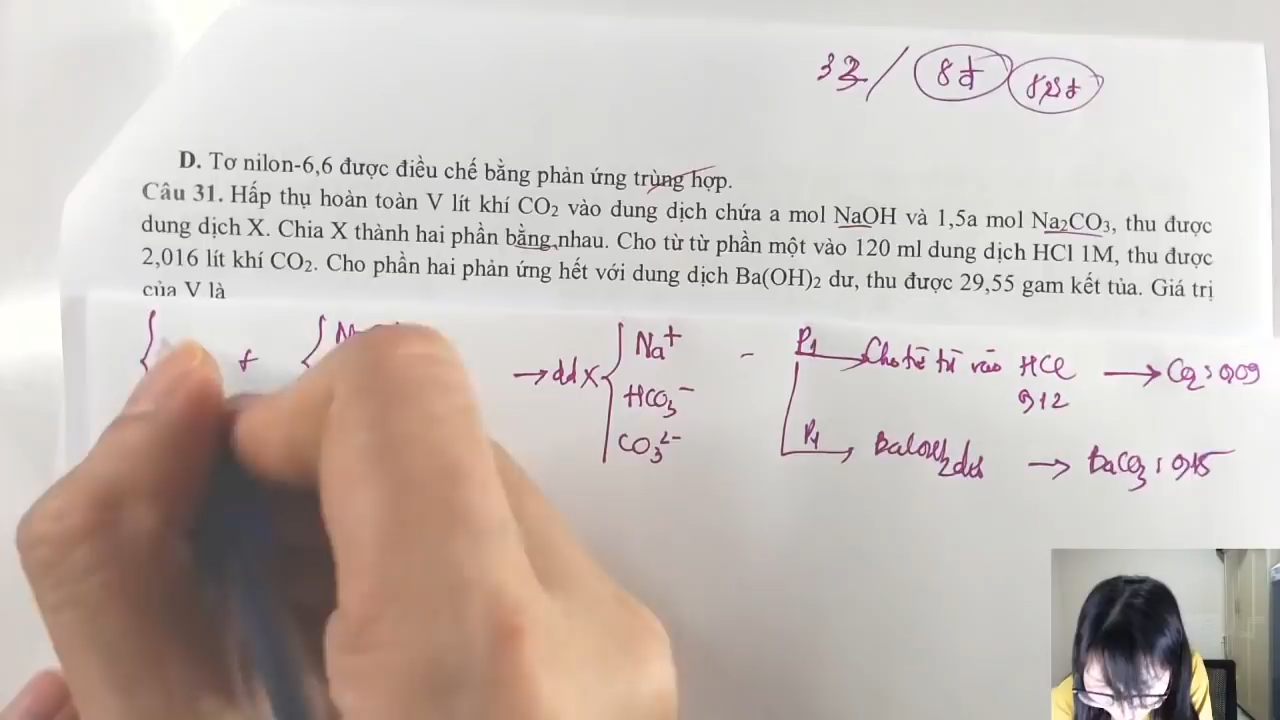 33 / 8đ 8,25đ
D. Tơ nilon-6,6 được điều chế bằng phản ứng trùng hợp.
Câu 31. Hấp thụ hoàn toàn V lít khí CO₂ vào dung dịch chứa a mol NaOH và 1,5a mol Na₂CO₃, thu được
dung dịch X. Chia X thành hai phần bằng nhau. Cho từ từ phần một vào 120 ml dung dịch HCl 1M, thu được
2,016 lít khí CO₂. Cho phần hai phản ứng hết với dung dịch Ba(OH)₂ dư, thu được 29,55 gam kết tủa. Giá trị
của V là
+ → dd X Na⁺
HCO₃⁻
CO₃²⁻
P1 → Cho từ từ vào HCl → CO₂ : 0,09
0,12
P1 → Ba(OH)₂ dư → BaCO₃ : 0,15